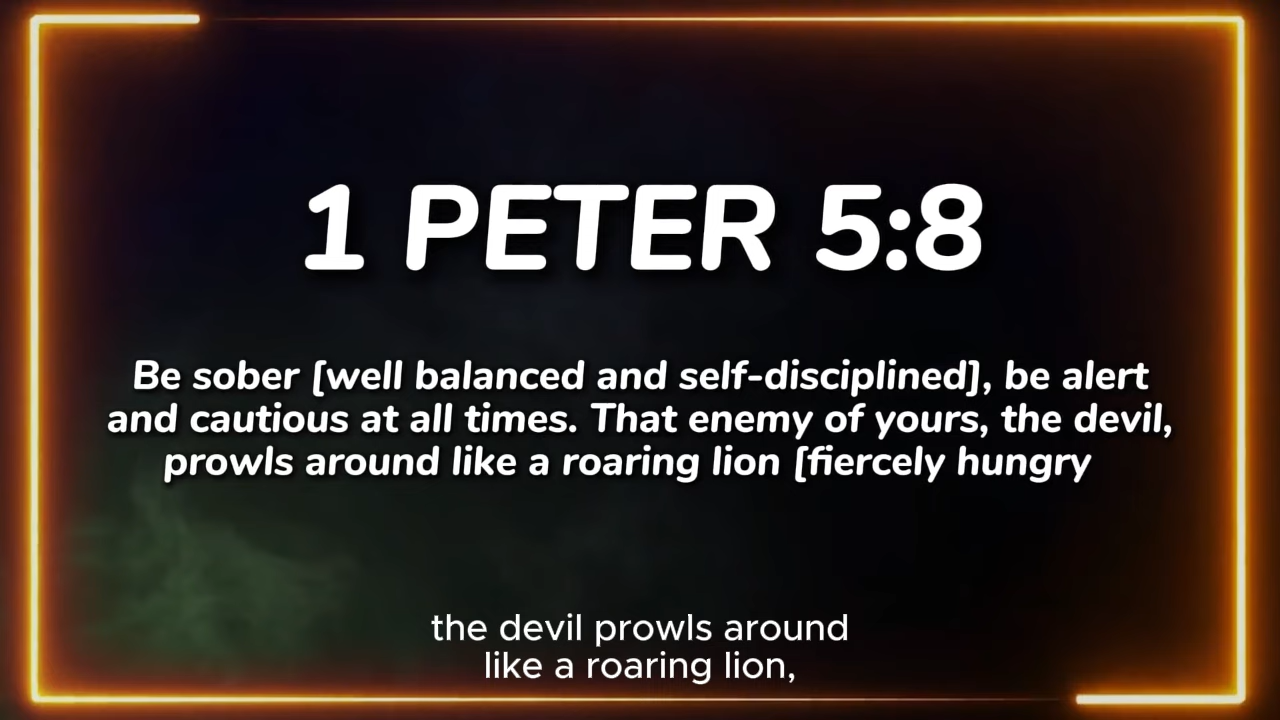 1 PETER 5:8
Be sober [well balanced and self-disciplined], be alert
and cautious at all times. That enemy of yours, the devil,
prowls around like a roaring lion [fiercely hungry
the devil prowls around
like a roaring lion,